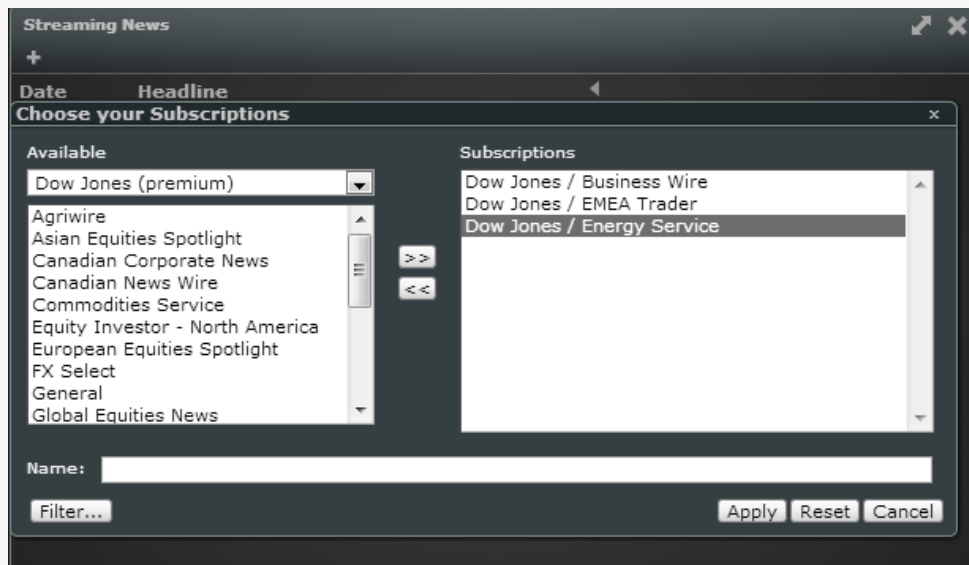 Streaming News
+
Date Headline
Choose your Subscriptions x
Available
Dow Jones (premium)
Agriwire
Asian Equities Spotlight
Canadian Corporate News
Canadian News Wire
Commodities Service
Equity Investor - North America
European Equities Spotlight
FX Select
General
Global Equities News
>>
<<
Subscriptions
Dow Jones / Business Wire
Dow Jones / EMEA Trader
Dow Jones / Energy Service
Name:
Filter... Apply Reset Cancel